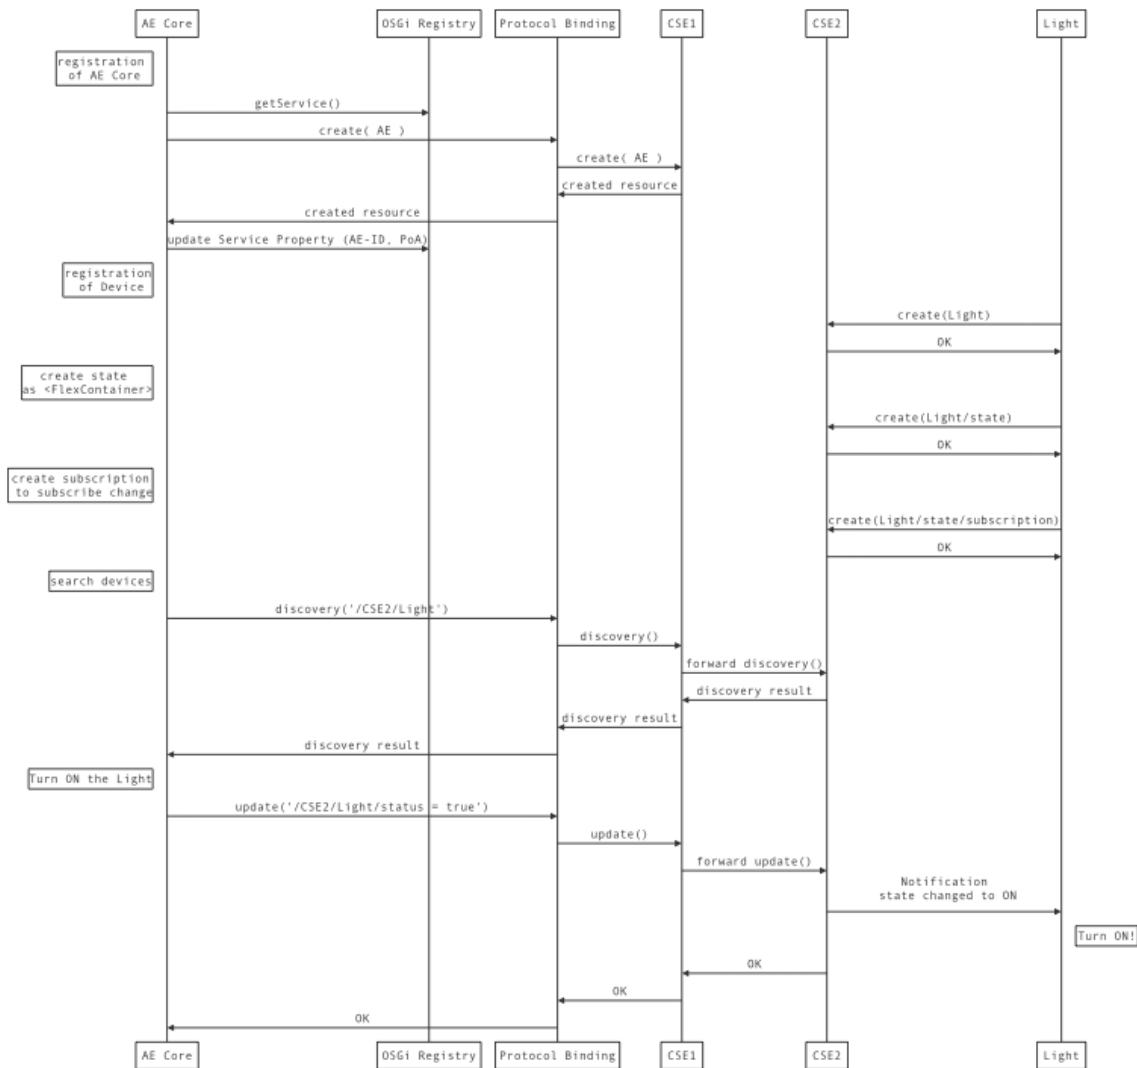 AE Core
OSGi Registry
Protocol Binding
CSE1
CSE2
Light
registration
of AE Core
getService()
create( AE )
create( AE )
created resource
created resource
update Service Property (AE-ID, PoA)
registration
of Device
create(Light)
OK
create state
as <FlexContainer>
create(Light/state)
OK
create subscription
to subscribe change
create(Light/state/subscription)
OK
search devices
discovery('/CSE2/Light')
discovery()
forward discovery()
discovery result
discovery result
discovery result
Turn ON the Light
update('/CSE2/Light/status = true')
update()
forward update()
Notification
state changed to ON
Turn ON!
OK
OK
OK
AE Core
OSGi Registry
Protocol Binding
CSE1
CSE2
Light